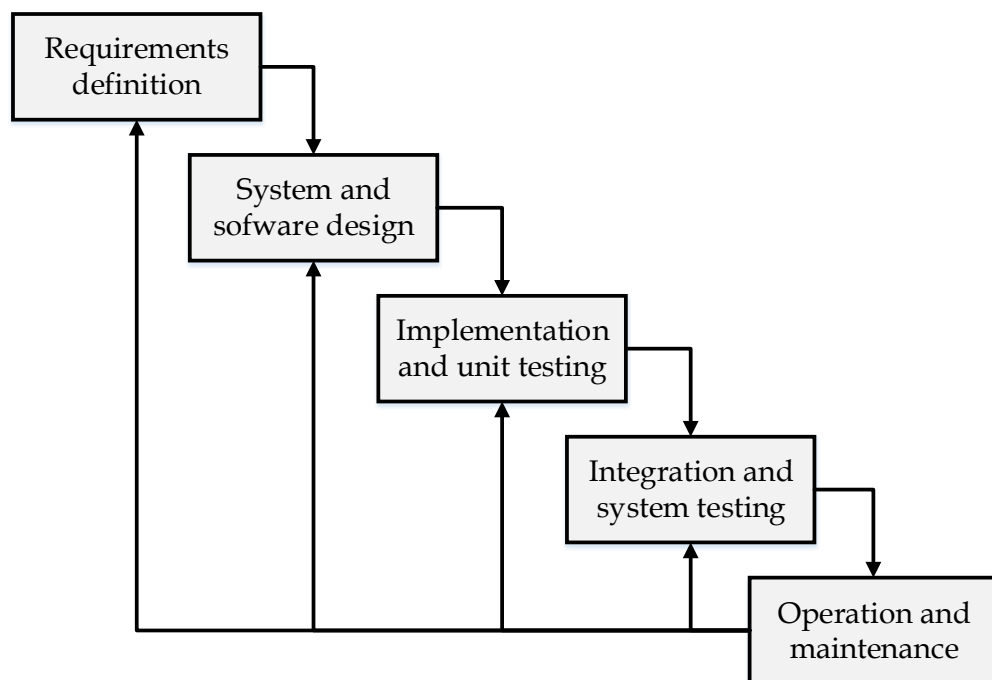 Requirements
definition
System and
sofware design
Implementation
and unit testing
Integration and
system testing
Operation and
maintenance